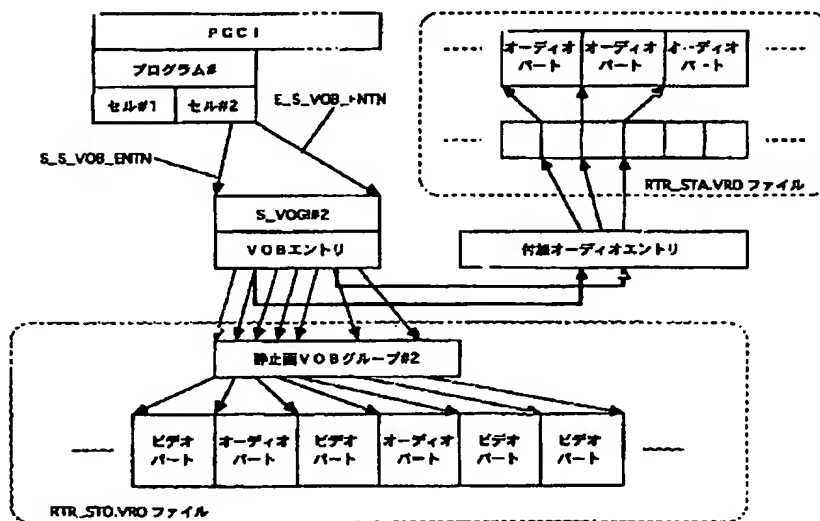 PGCI
プログラム#
セル#1 セル#2
S_S_VOB_ENTN
E_S_VOB_ENTN
S_VOGI#2
VOBエントリ
オーディオ
パート
オーディオ
パート
オーディオ
パート
RTR_STA.VRO ファイル
付加オーディオエントリ
静止画VOBグループ#2
ビデオ
パート
オーディオ
パート
ビデオ
パート
オーディオ
パート
ビデオ
パート
ビデオ
パート
RTR_STO.VRO ファイル